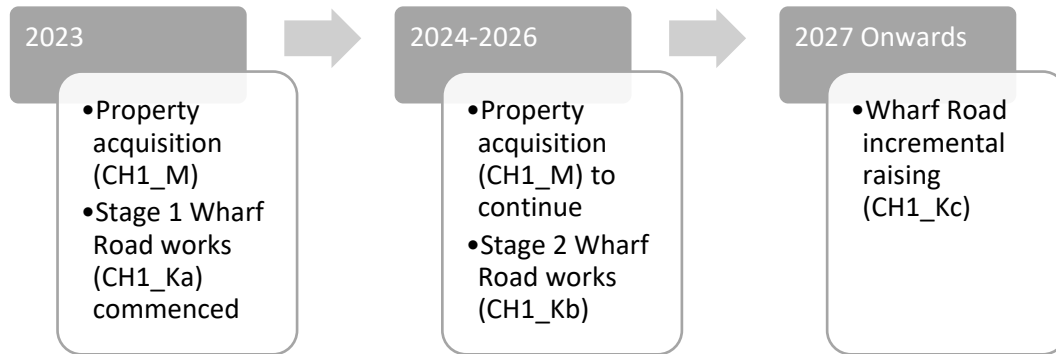 2023
•Property
acquisition
(CH1_M)
•Stage 1 Wharf
Road works
(CH1_Ka)
commenced
2024-2026
•Property
acquisition
(CH1_M) to
continue
•Stage 2 Wharf
Road works
(CH1_Kb)
2027 Onwards
•Wharf Road
incremental
raising
(CH1_Kc)